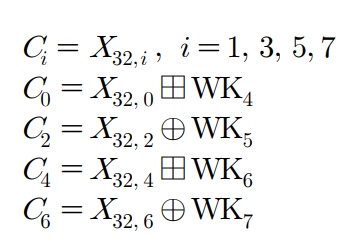 C_i = X_{32,i} , i = 1, 3, 5, 7
C_0 = X_{32,0} ⊞ WK_4
C_2 = X_{32,2} ⊕ WK_5
C_4 = X_{32,4} ⊞ WK_6
C_6 = X_{32,6} ⊕ WK_7